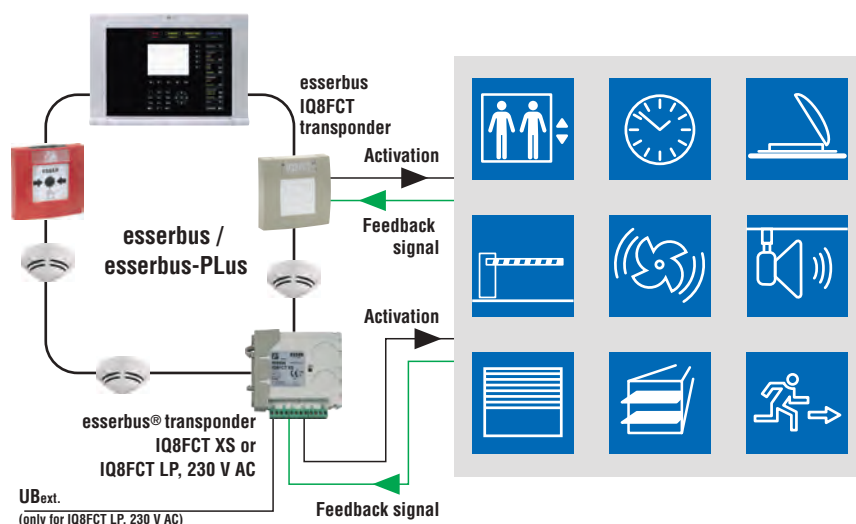 esserbus
IQ8FCT
transponder
Activation
Feedback
signal
esserbus /
esserbus-PLus
Activation
esserbus® transponder
IQ8FCT XS or
IQ8FCT LP, 230 V AC
UBext.
(only for IQ8FCT LP, 230 V AC)
Feedback signal